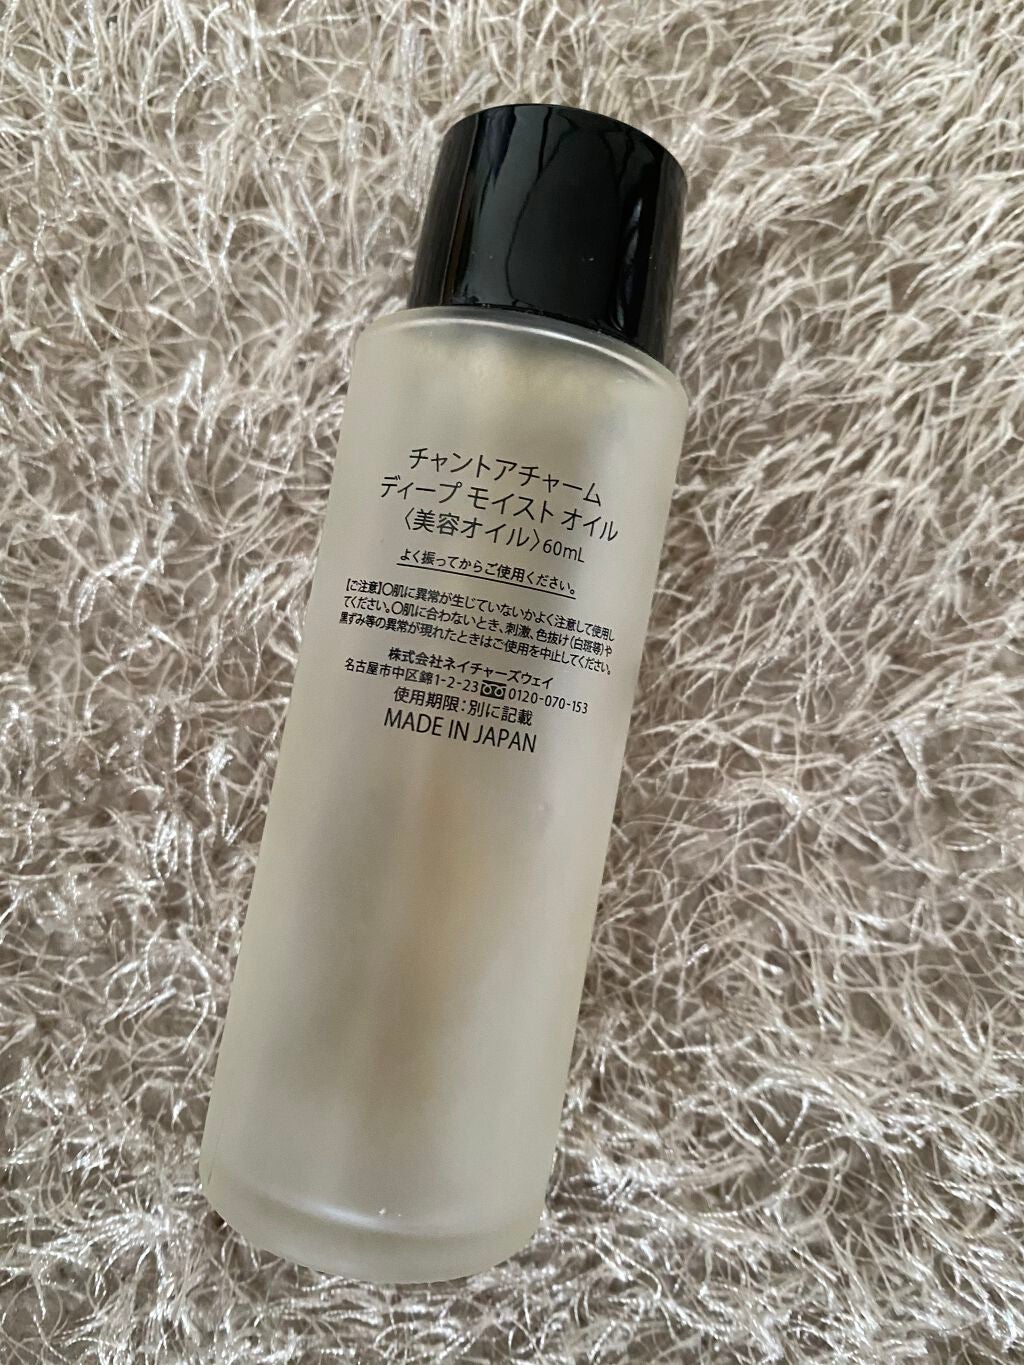 チャントアチャーム
ディープ モイスト オイル
〈美容オイル〉60mL
よく振ってからご使用ください。
【ご注意】〇肌に異常が生じていないかよく注意して使用し
てください。〇肌に合わないとき、刺激、色抜け(白斑等)や
黒ずみ等の異常が現れたときはご使用を中止してください。
株式会社ネイチャーズウェイ
名古屋市中区錦1-2-23 0120-070-153
使用期限:別に記載
MADE IN JAPAN